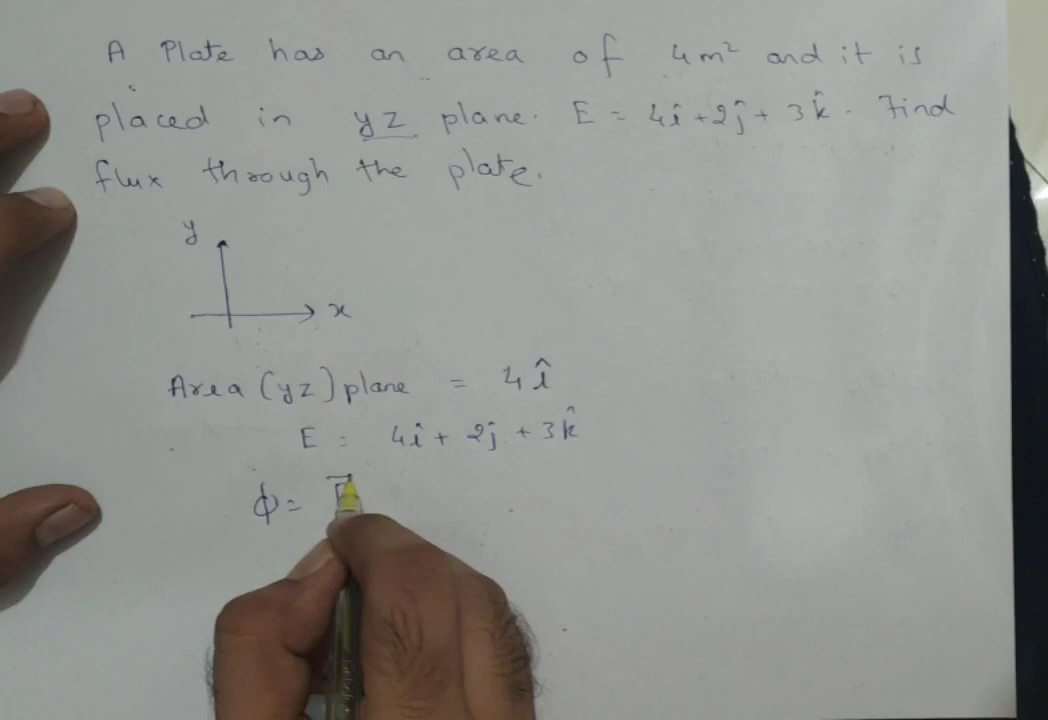 A Plate has an area of 4m² and it is
placed in yz plane. E = 4î + 2ĵ + 3k̂. Find
flux through the plate.
y
x
Area (yz) plane = 4 î
E = 4î + 2ĵ + 3k̂
ϕ =